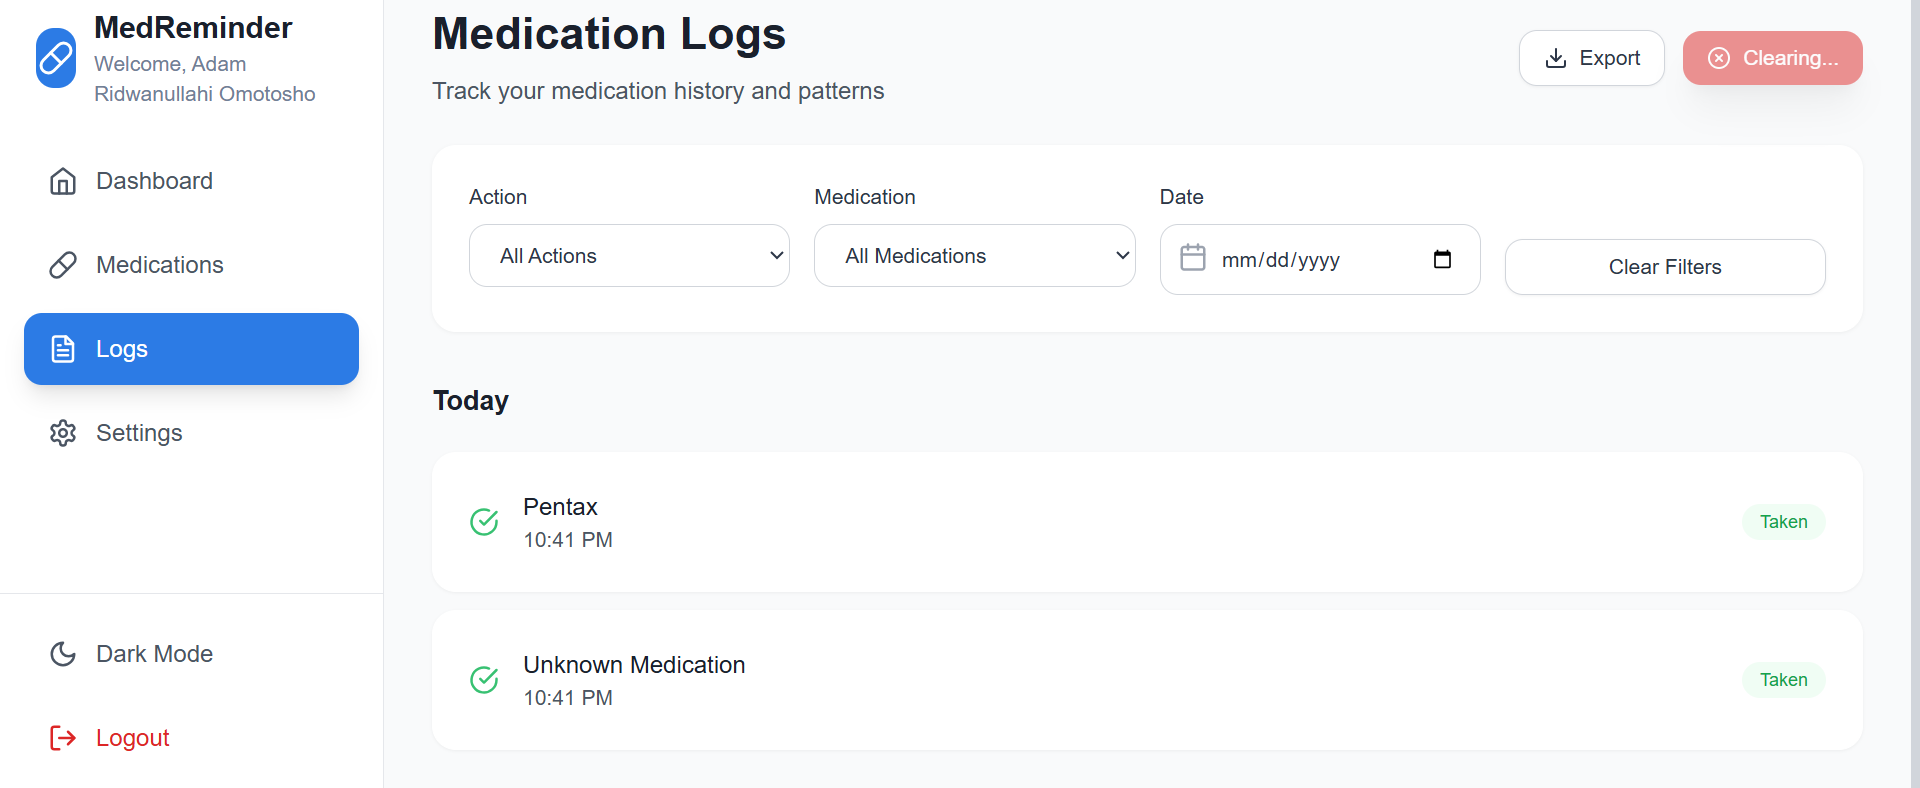 MedReminder
Welcome, Adam
Ridwanullahi Omotosho
Dashboard
Medications
Logs
Settings
Dark Mode
Logout
Medication Logs
Track your medication history and patterns
Export
Clearing...
Action
All Actions
Medication
All Medications
Date
mm/dd/yyyy
Clear Filters
Today
Pentax
10:41 PM
Taken
Unknown Medication
10:41 PM
Taken